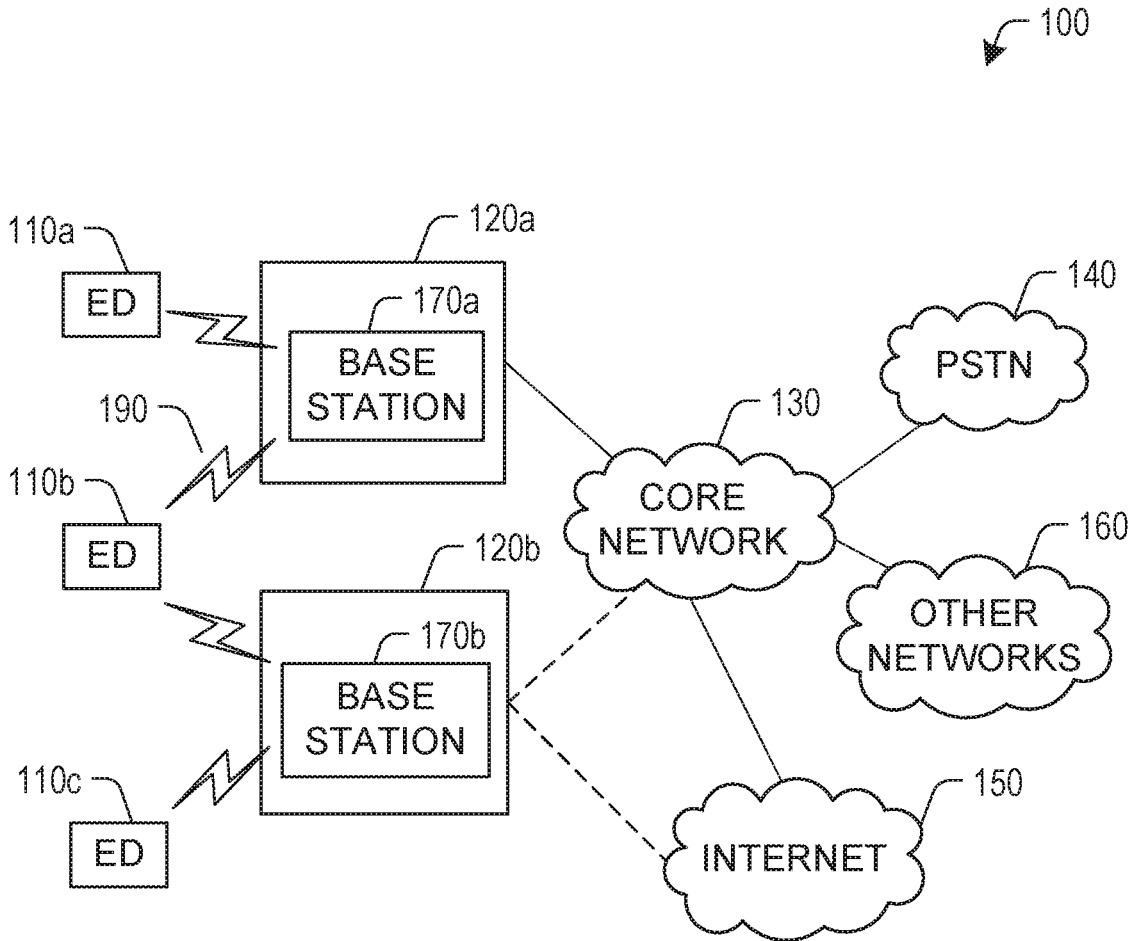 100
120a
110a
ED
170a
BASE
STATION
140
PSTN
190
130
CORE
NETWORK
110b
ED
160
OTHER
NETWORKS
120b
170b
BASE
STATION
110c
ED
150
INTERNET